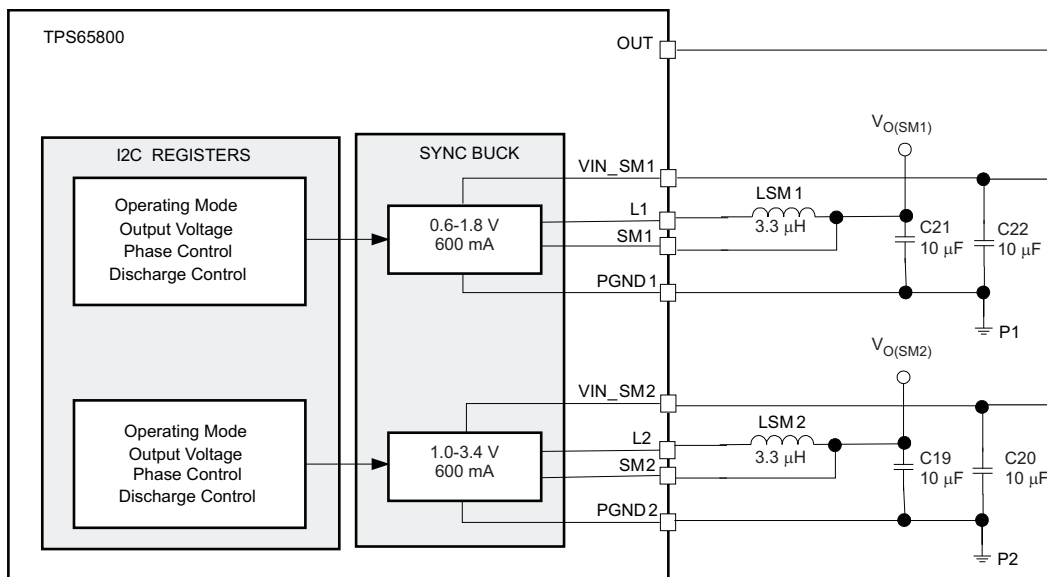 TPS65800
OUT
I2C REGISTERS
SYNC BUCK
Operating Mode
Output Voltage
Phase Control
Discharge Control
0.6-1.8 V
600 mA
VIN_SM1
L1
SM1
PGND1
LSM1
3.3 μH
VO(SM1)
C21
10 μF
C22
10 μF
P1
Operating Mode
Output Voltage
Phase Control
Discharge Control
1.0-3.4 V
600 mA
VIN_SM2
L2
SM2
PGND2
LSM2
3.3 μH
VO(SM2)
C19
10 μF
C20
10 μF
P2